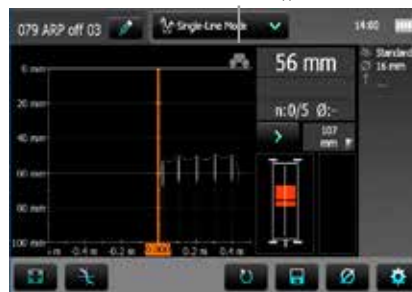 079 ARP off 03
Single-Line Mode
14:00
56 mm
Standard
Ø 16 mm
n:0/5 Ø:--
107 mm
0 mm
20 mm
40 mm
60 mm
80 mm
100 mm
-0.4 m
-0.2 m
0.000
0.2 m
0.4 m